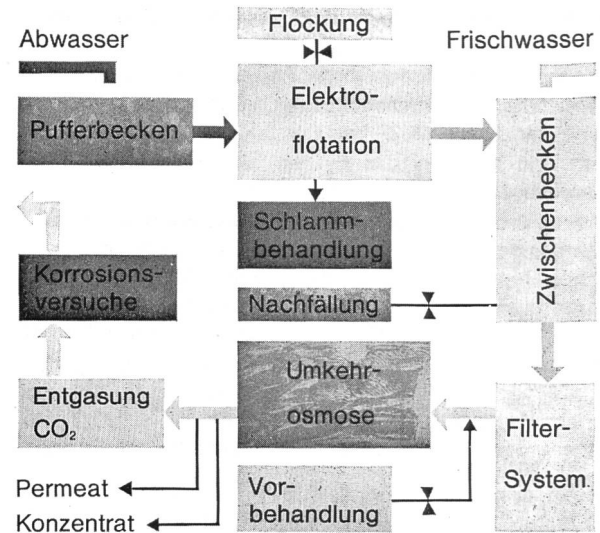 Abwasser
Flockung
Frischwasser
Pufferbecken
Elektro-
flotation
Zwischenbecken
Schlamm-
behandlung
Korrosions-
versuche
Nachfällung
Umkehr-
osmose
Entgasung
CO₂
Filter-
System
Permeat
Konzentrat
Vor-
behandlung